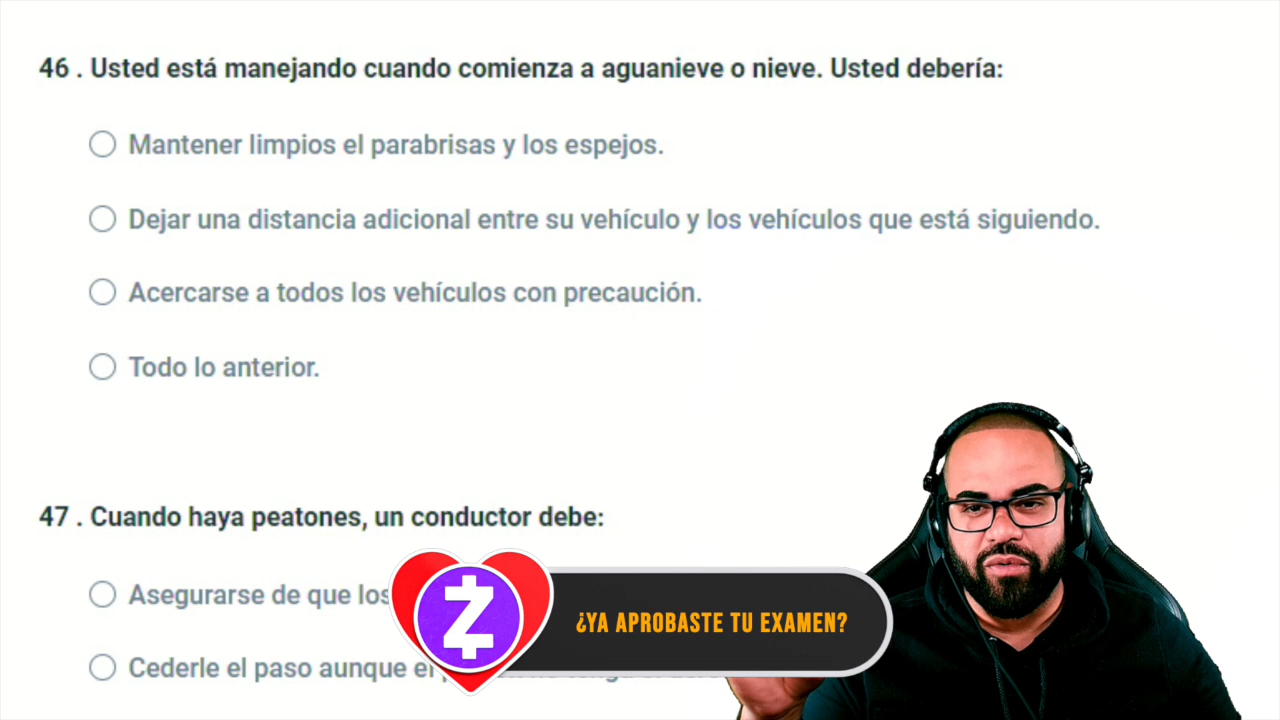 46 . Usted está manejando cuando comienza a aguanieve o nieve. Usted debería:
Mantener limpios el parabrisas y los espejos.
Dejar una distancia adicional entre su vehículo y los vehículos que está siguiendo.
Acercarse a todos los vehículos con precaución.
Todo lo anterior.
47 . Cuando haya peatones, un conductor debe:
Asegurarse de que los
Cederle el paso aunque el
¿YA APROBASTE TU EXAMEN?